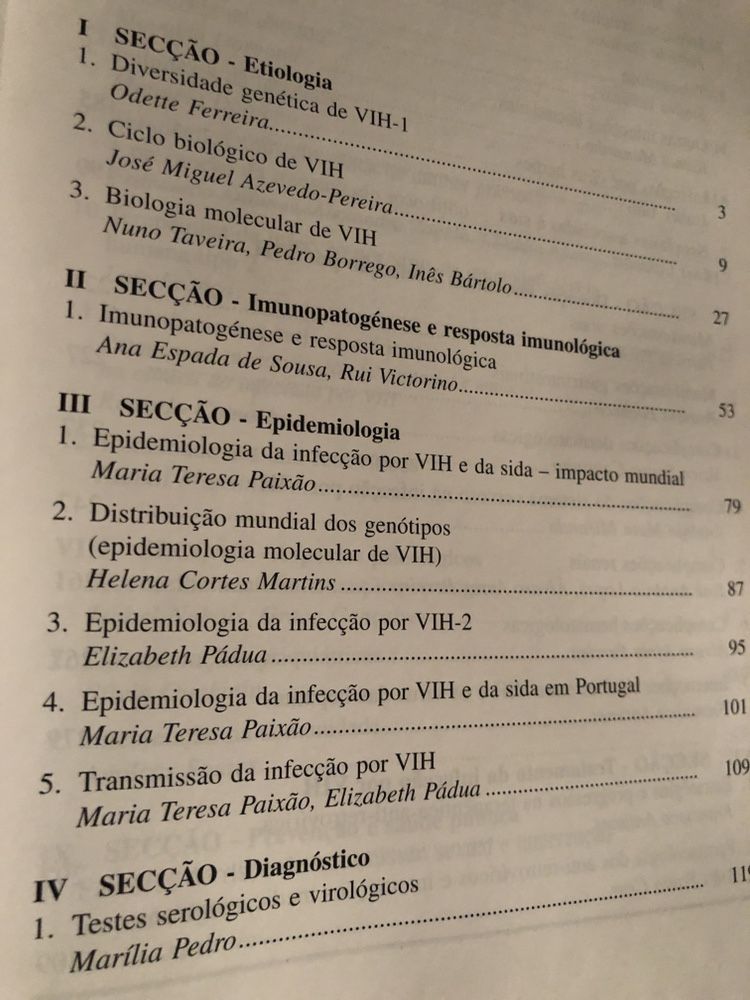 I SECÇÃO - Etiologia
1. Diversidade genética de VIH-1
Odette Ferreira.......... 3
2. Ciclo biológico de VIH
José Miguel Azevedo-Pereira.......... 9
3. Biologia molecular de VIH
Nuno Taveira, Pedro Borrego, Inês Bártolo.......... 27
II SECÇÃO - Imunopatogénese e resposta imunológica
1. Imunopatogénese e resposta imunológica
Ana Espada de Sousa, Rui Victorino.......... 53
III SECÇÃO - Epidemiologia
1. Epidemiologia da infecção por VIH e da sida – impacto mundial
Maria Teresa Paixão.......... 79
2. Distribuição mundial dos genótipos
(epidemiologia molecular de VIH)
Helena Cortes Martins.......... 87
3. Epidemiologia da infecção por VIH-2
Elizabeth Pádua.......... 95
4. Epidemiologia da infecção por VIH e da sida em Portugal
Maria Teresa Paixão.......... 101
5. Transmissão da infecção por VIH
Maria Teresa Paixão, Elizabeth Pádua.......... 109
IV SECÇÃO - Diagnóstico
1. Testes serológicos e virológicos
Marília Pedro.......... 119